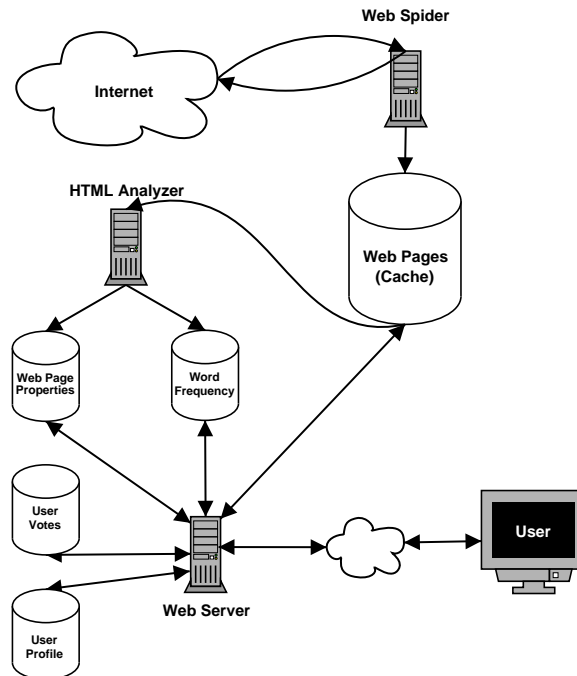 Web Spider
Internet
HTML Analyzer
Web Pages
(Cache)
Web Page
Properties
Word
Frequency
User
Votes
User
Web Server
User
Profile